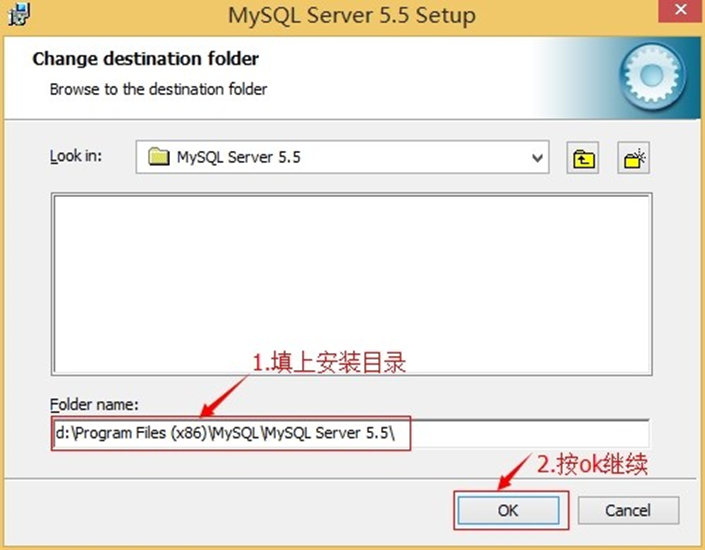 MySQL Server 5.5 Setup
Change destination folder
Browse to the destination folder
Look in:
MySQL Server 5.5
1.填上安装目录
Folder name:
d:\Program Files (x86)\MySQL\MySQL Server 5.5\
2.按ok继续
OK
Cancel